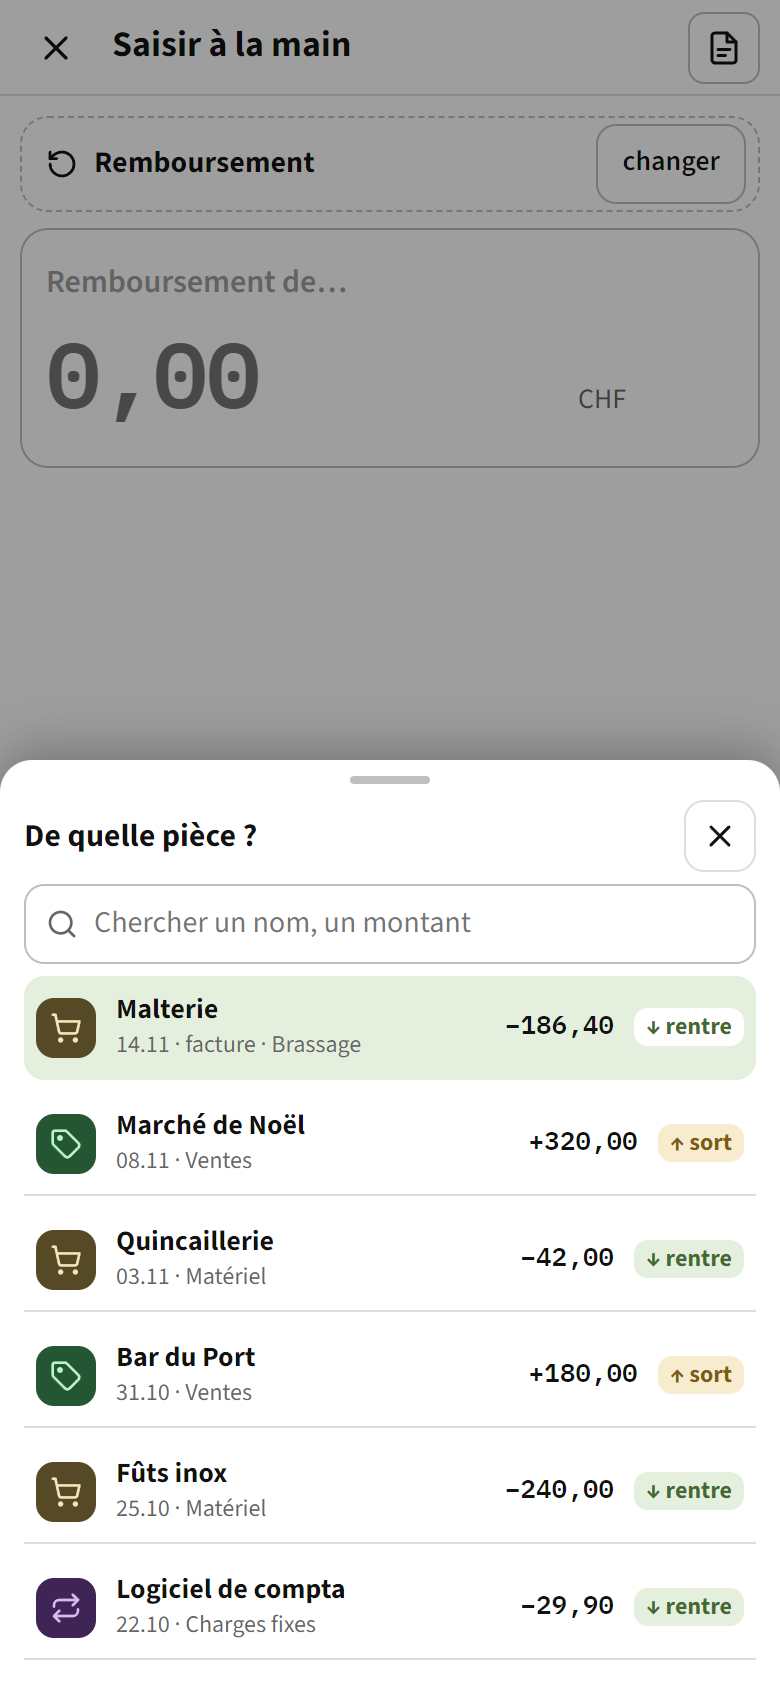 Saisir à la main
Remboursement
changer
Remboursement de…
0,00
CHF
De quelle pièce ?
Chercher un nom, un montant
Malterie
14.11 · facture · Brassage
−186,40
↓ rentre
Marché de Noël
08.11 · Ventes
+320,00
↑ sort
Quincaillerie
03.11 · Matériel
−42,00
↓ rentre
Bar du Port
31.10 · Ventes
+180,00
↑ sort
Fûts inox
25.10 · Matériel
−240,00
↓ rentre
Logiciel de compta
22.10 · Charges fixes
−29,90
↓ rentre